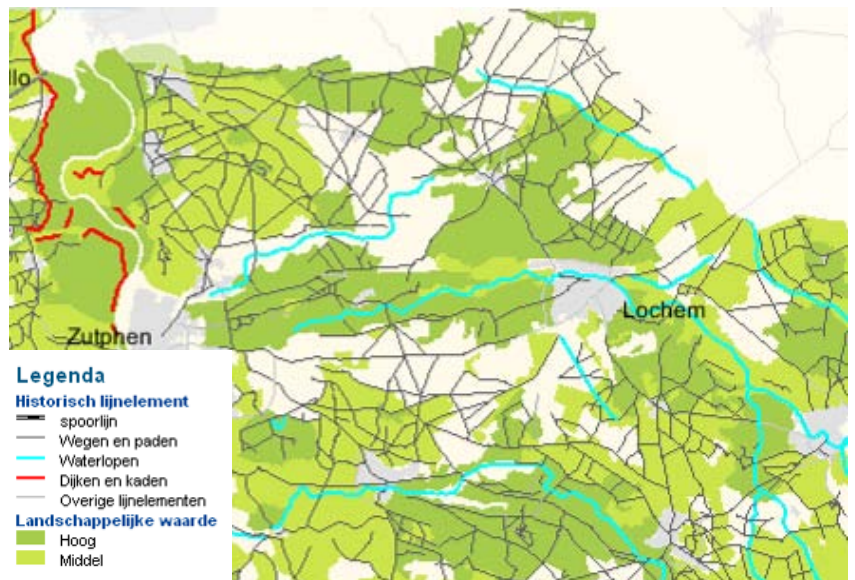 llo
Lochem
Zutphen
Legenda
Historisch lijnelement
spoorlijn
Wegen en paden
Waterlopen
Dijken en kaden
Overige lijnelementen
Landschappelijke waarde
Hoog
Middel